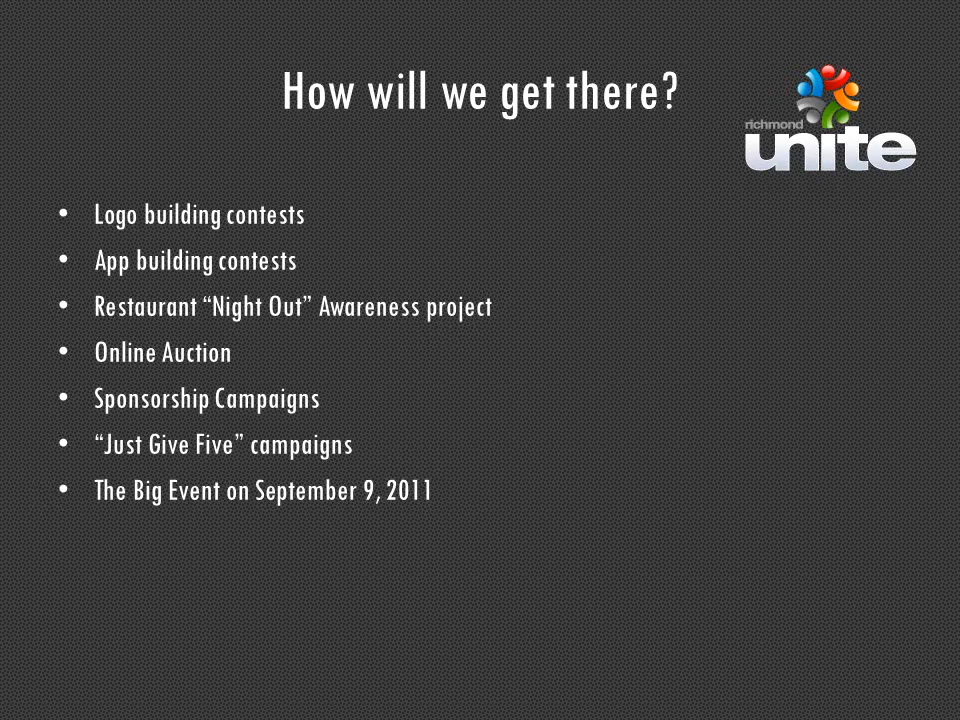 How will we get there?
richmond
unite
• Logo building contests
• App building contests
• Restaurant “Night Out” Awareness project
• Online Auction
• Sponsorship Campaigns
• “Just Give Five” campaigns
• The Big Event on September 9, 2011